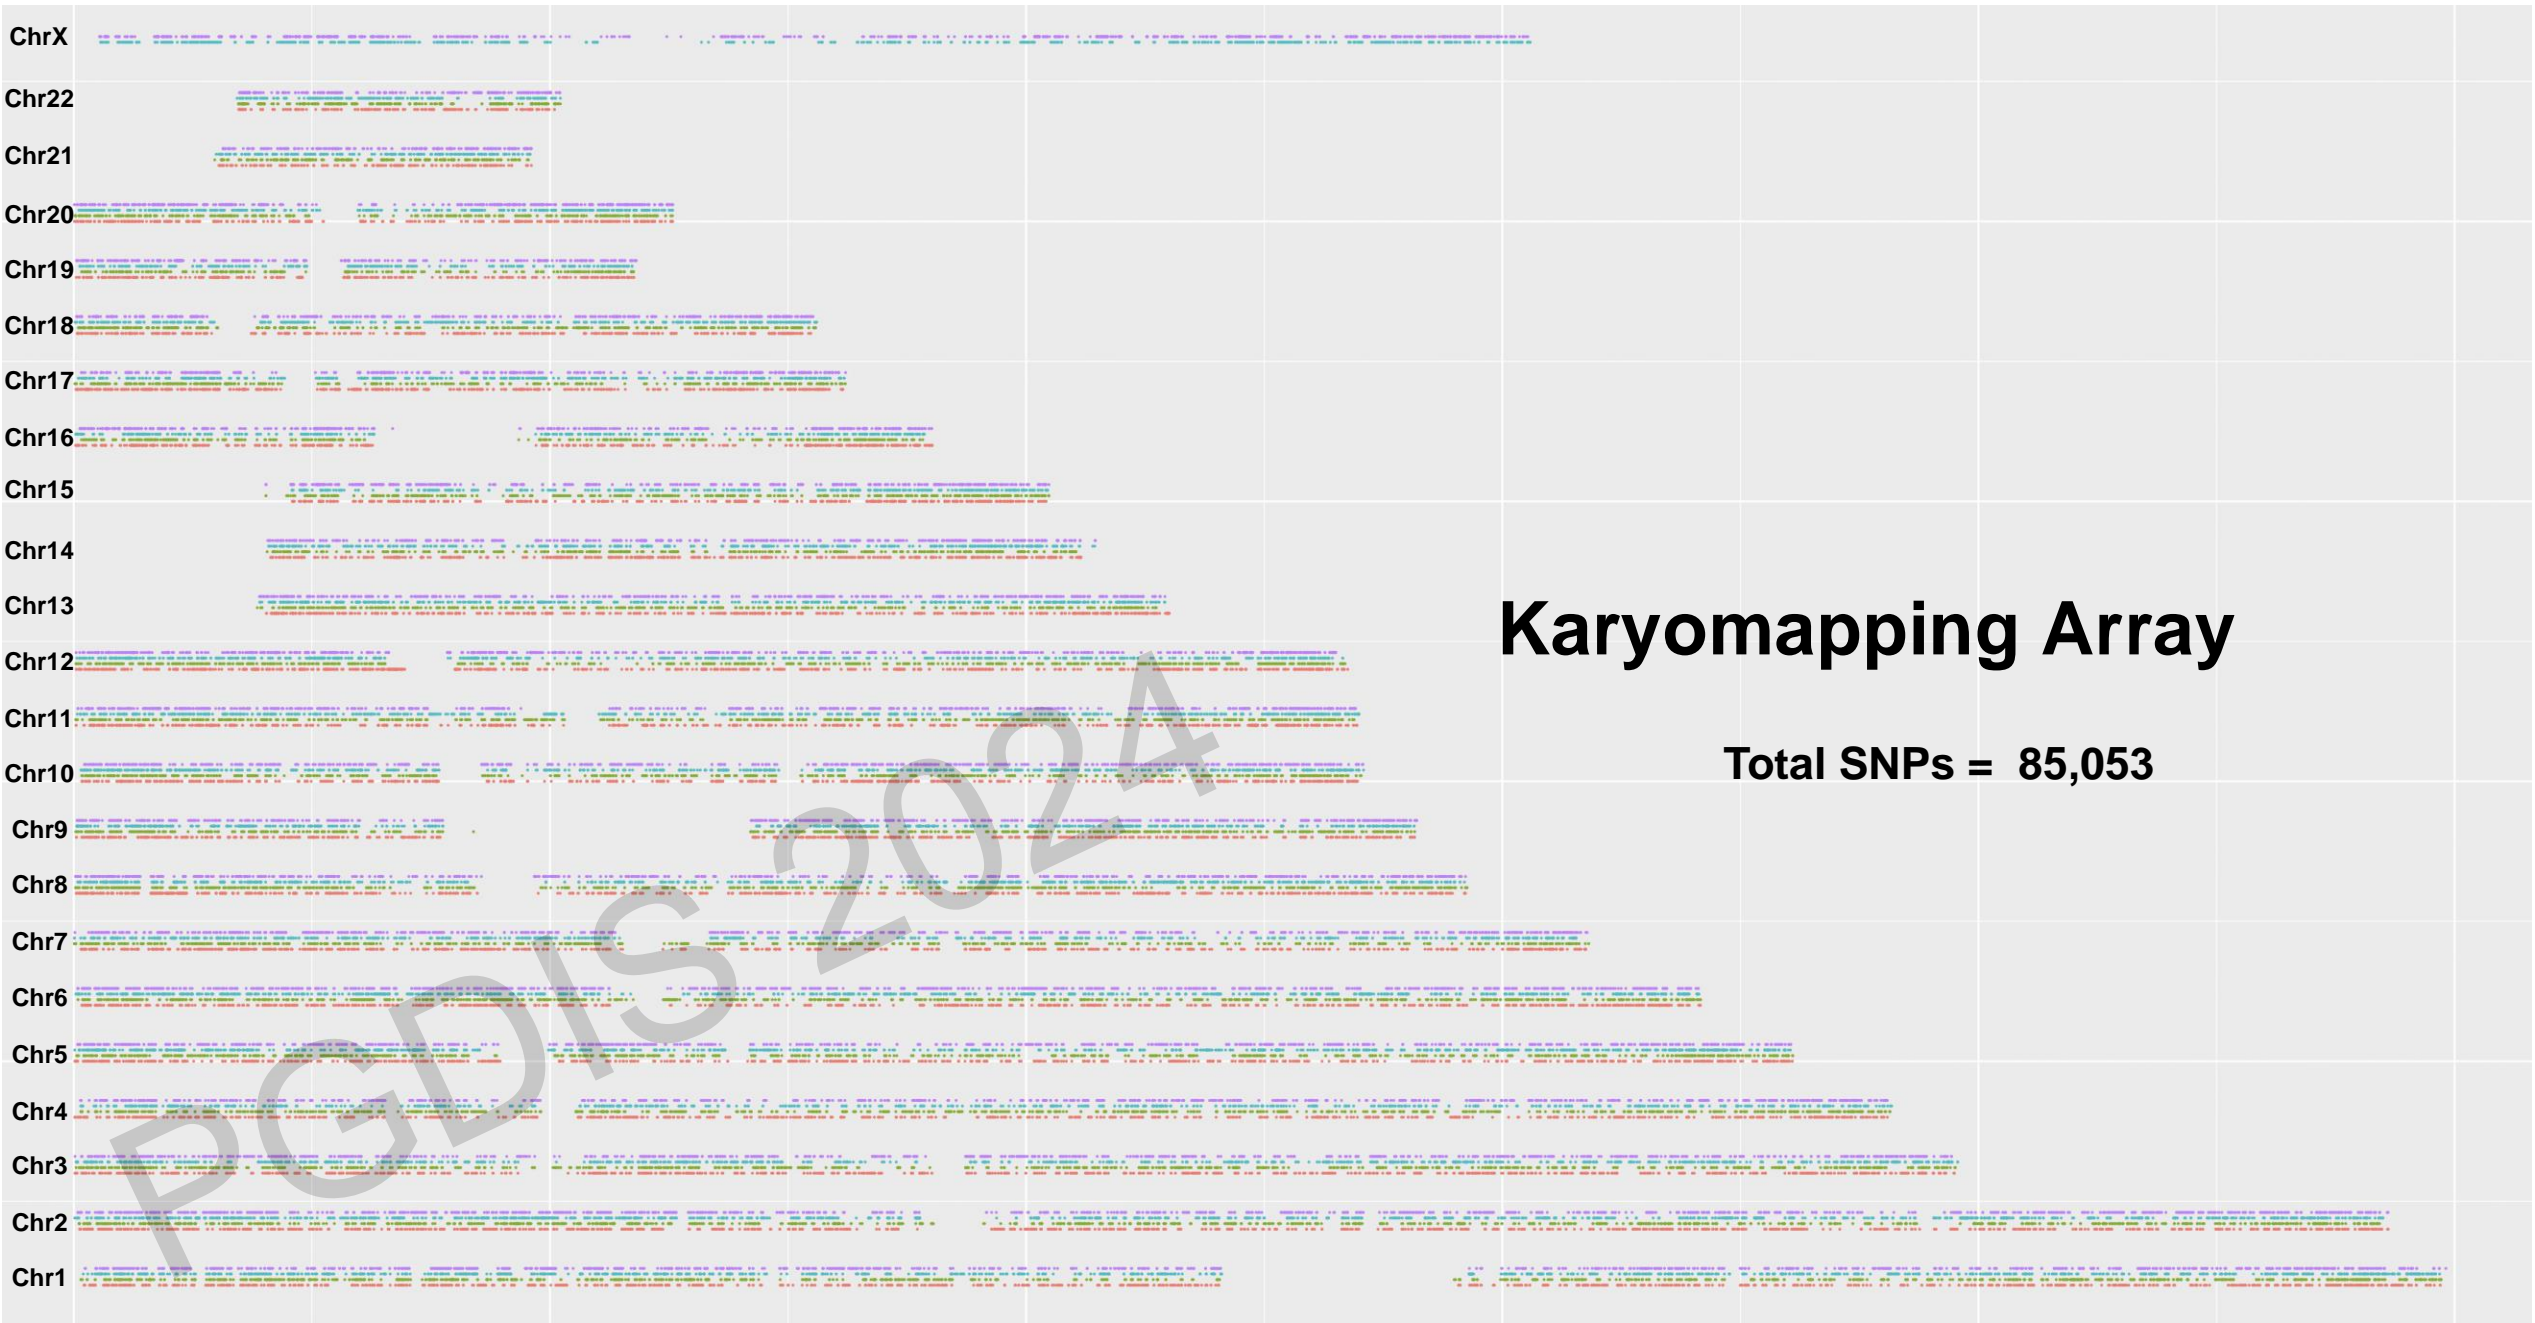 ChrX
Chr22
Chr21
Chr20
Chr19
Chr18
Chr17
Chr16
Chr15
Chr14
Chr13
Chr12
Chr11
Chr10
Chr9
Chr8
Chr7
Chr6
Chr5
Chr4
Chr3
Chr2
Chr1
Karyomapping Array
Total SNPs = 85,053
PGDIS 2024